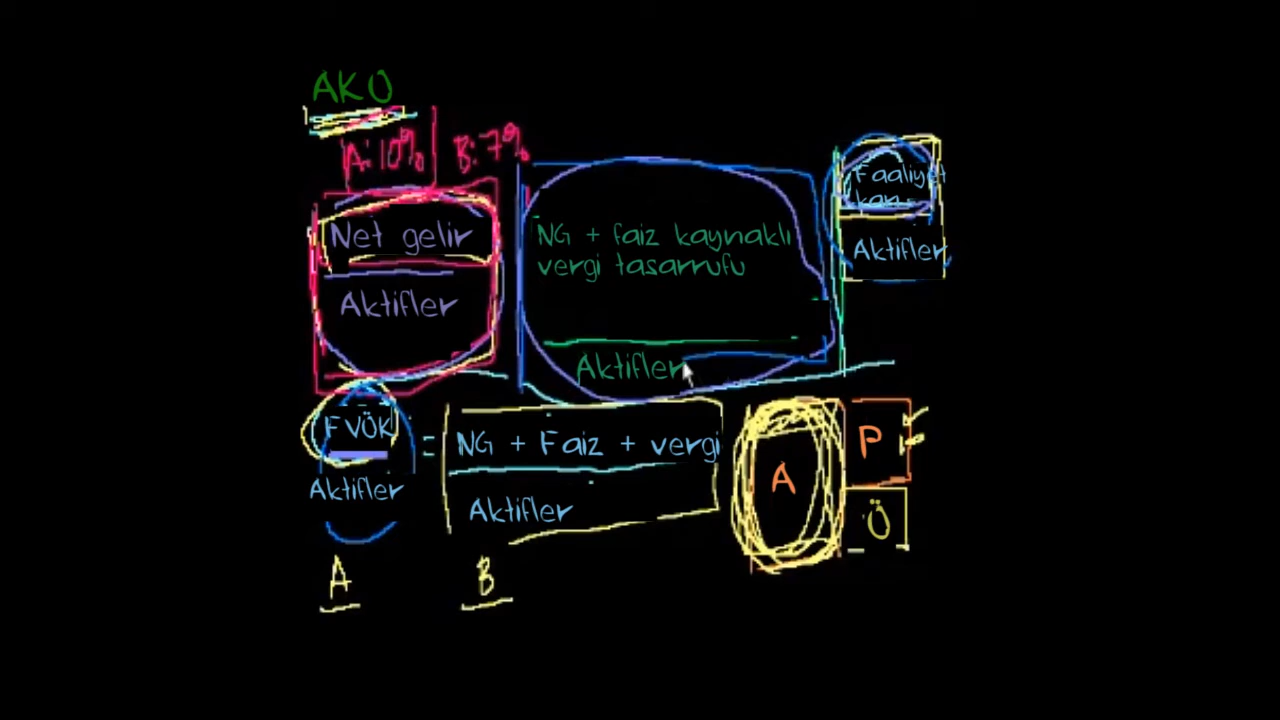 AKO
A: 10% B: 7%
Net gelir
Aktifler
NG + faiz kaynaklı
vergi tasarrufu
Aktifler
Faaliyet
karı
Aktifler
FVÖK
Aktifler
=
NG + Faiz + vergi
Aktifler
A
P
Ö
A
B